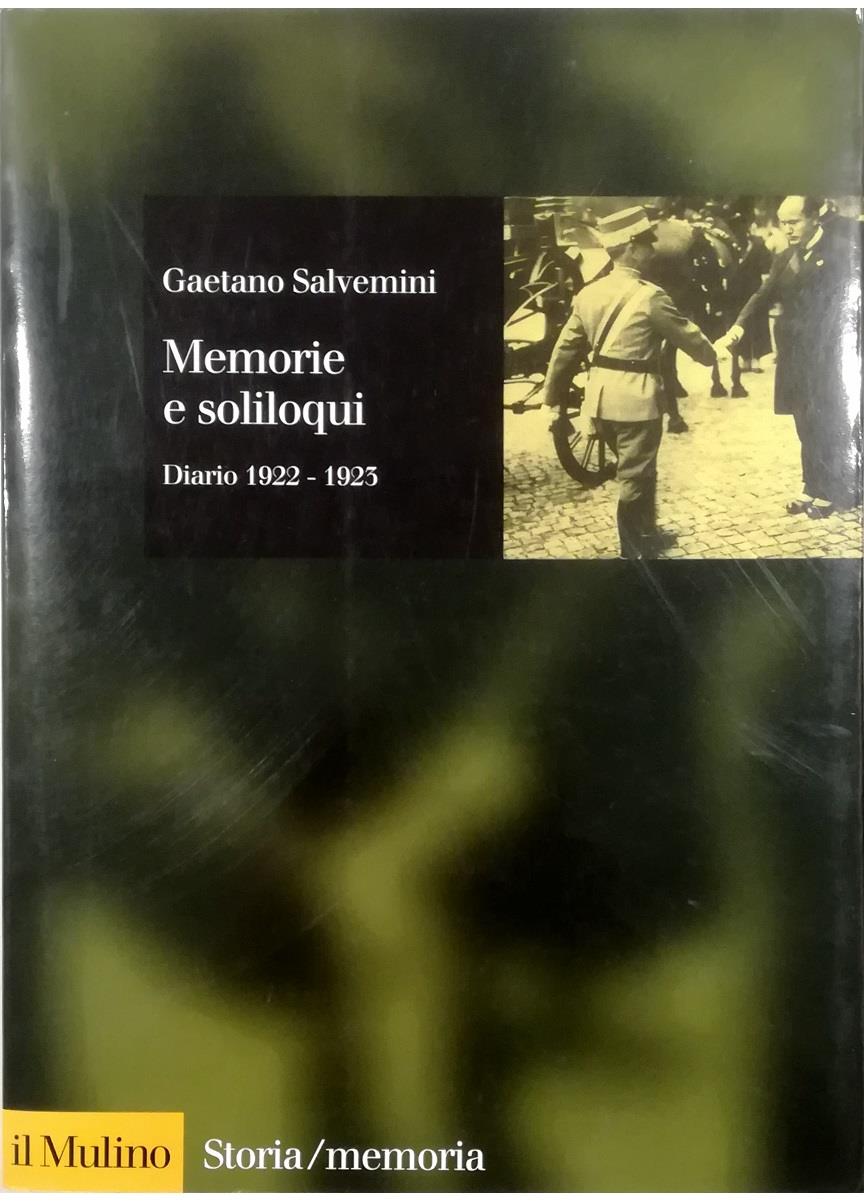 Gaetano Salvemini
Memorie
e soliloqui
Diario 1922 - 1923
il Mulino
Storia/memoria